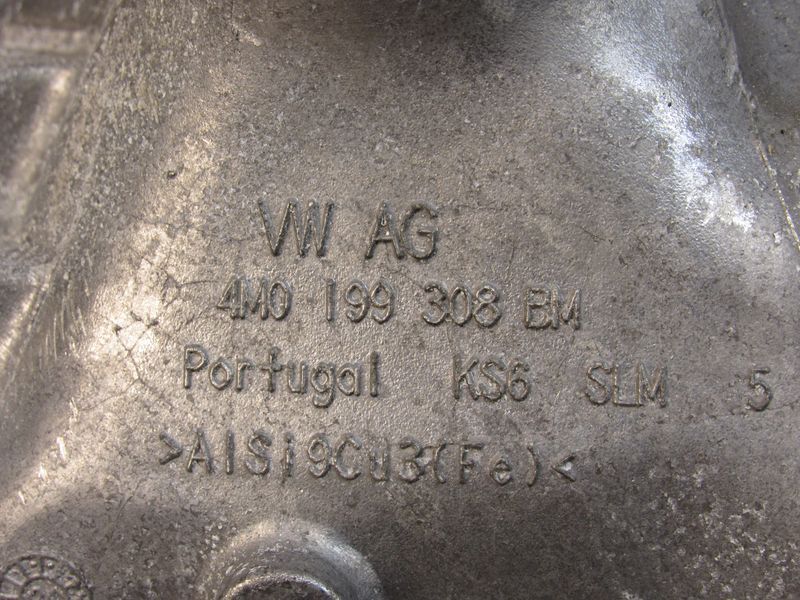 VW AG
4M0 199 308 BM
Portugal KS6 SLM 5
>AlSi9Cu3(Fe)<